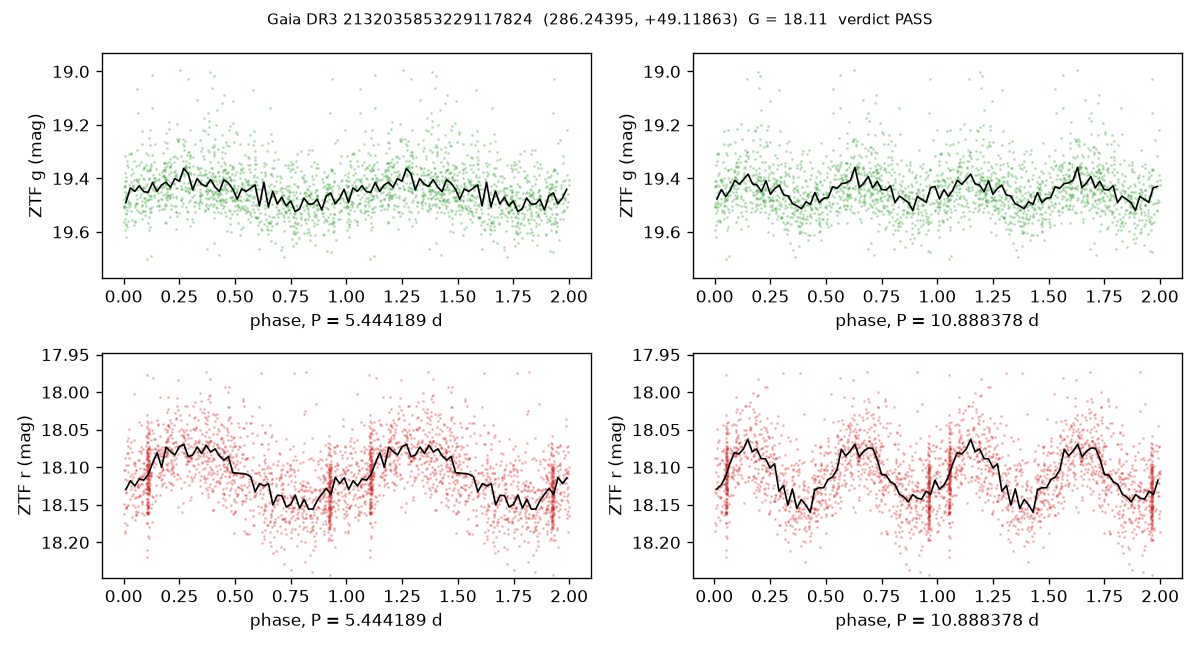 Gaia DR3 2132035853229117824 (286.24395, +49.11863) G = 18.11 verdict PASS
ZTF g (mag)
19.0
19.2
19.4
19.6
0.00 0.25 0.50 0.75 1.00 1.25 1.50 1.75 2.00
phase, P = 5.444189 d
ZTF g (mag)
19.0
19.2
19.4
19.6
0.00 0.25 0.50 0.75 1.00 1.25 1.50 1.75 2.00
phase, P = 10.888378 d
ZTF r (mag)
17.95
18.00
18.05
18.10
18.15
18.20
0.00 0.25 0.50 0.75 1.00 1.25 1.50 1.75 2.00
phase, P = 5.444189 d
ZTF r (mag)
17.95
18.00
18.05
18.10
18.15
18.20
0.00 0.25 0.50 0.75 1.00 1.25 1.50 1.75 2.00
phase, P = 10.888378 d